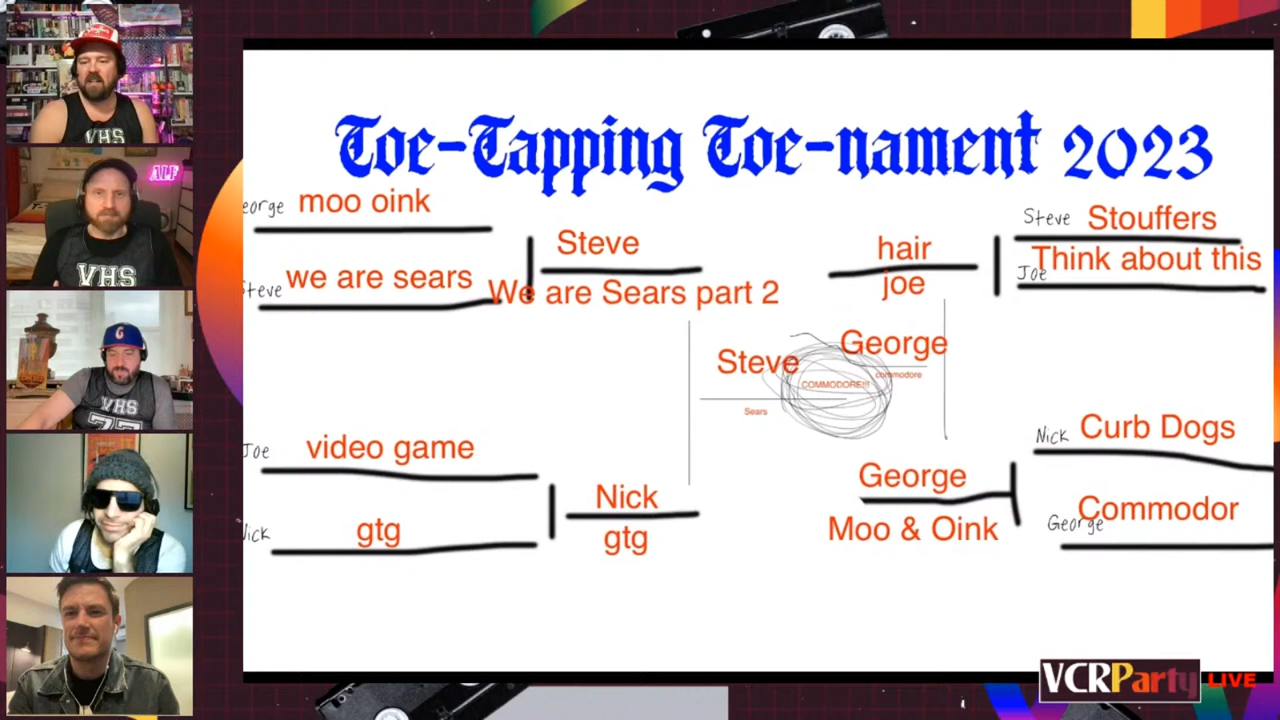 VHS
ALF
VHS
G
VHS
77
Toe-Tapping Toe-nament 2023
eorge moo oink
Steve
Steve we are sears
We are Sears part 2
hair
joe
Steve Stouffers
Joe Think about this
Steve
Sears
COMMODORE!!!
George
commodore
Joe video game
Nick gtg
Nick
gtg
George
Moo & Oink
Nick Curb Dogs
George Commodor
VCRParty LIVE